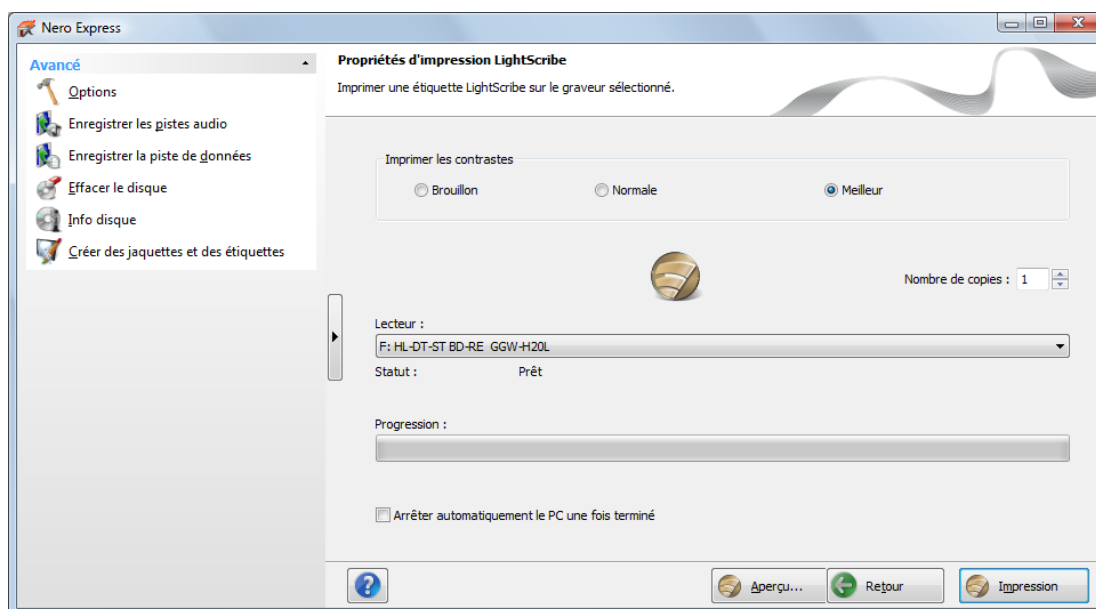 Nero Express
Avancé
Options
Enregistrer les pistes audio
Enregistrer la piste de données
Effacer le disque
Info disque
Créer des jaquettes et des étiquettes
Propriétés d'impression LightScribe
Imprimer une étiquette LightScribe sur le graveur sélectionné.
Imprimer les contrastes
Brouillon Normale Meilleur
Nombre de copies : 1
Lecteur :
F: HL-DT-ST BD-RE GGW-H20L
Statut : Prêt
Progression :
Arrêter automatiquement le PC une fois terminé
? Aperçu... Retour Impression